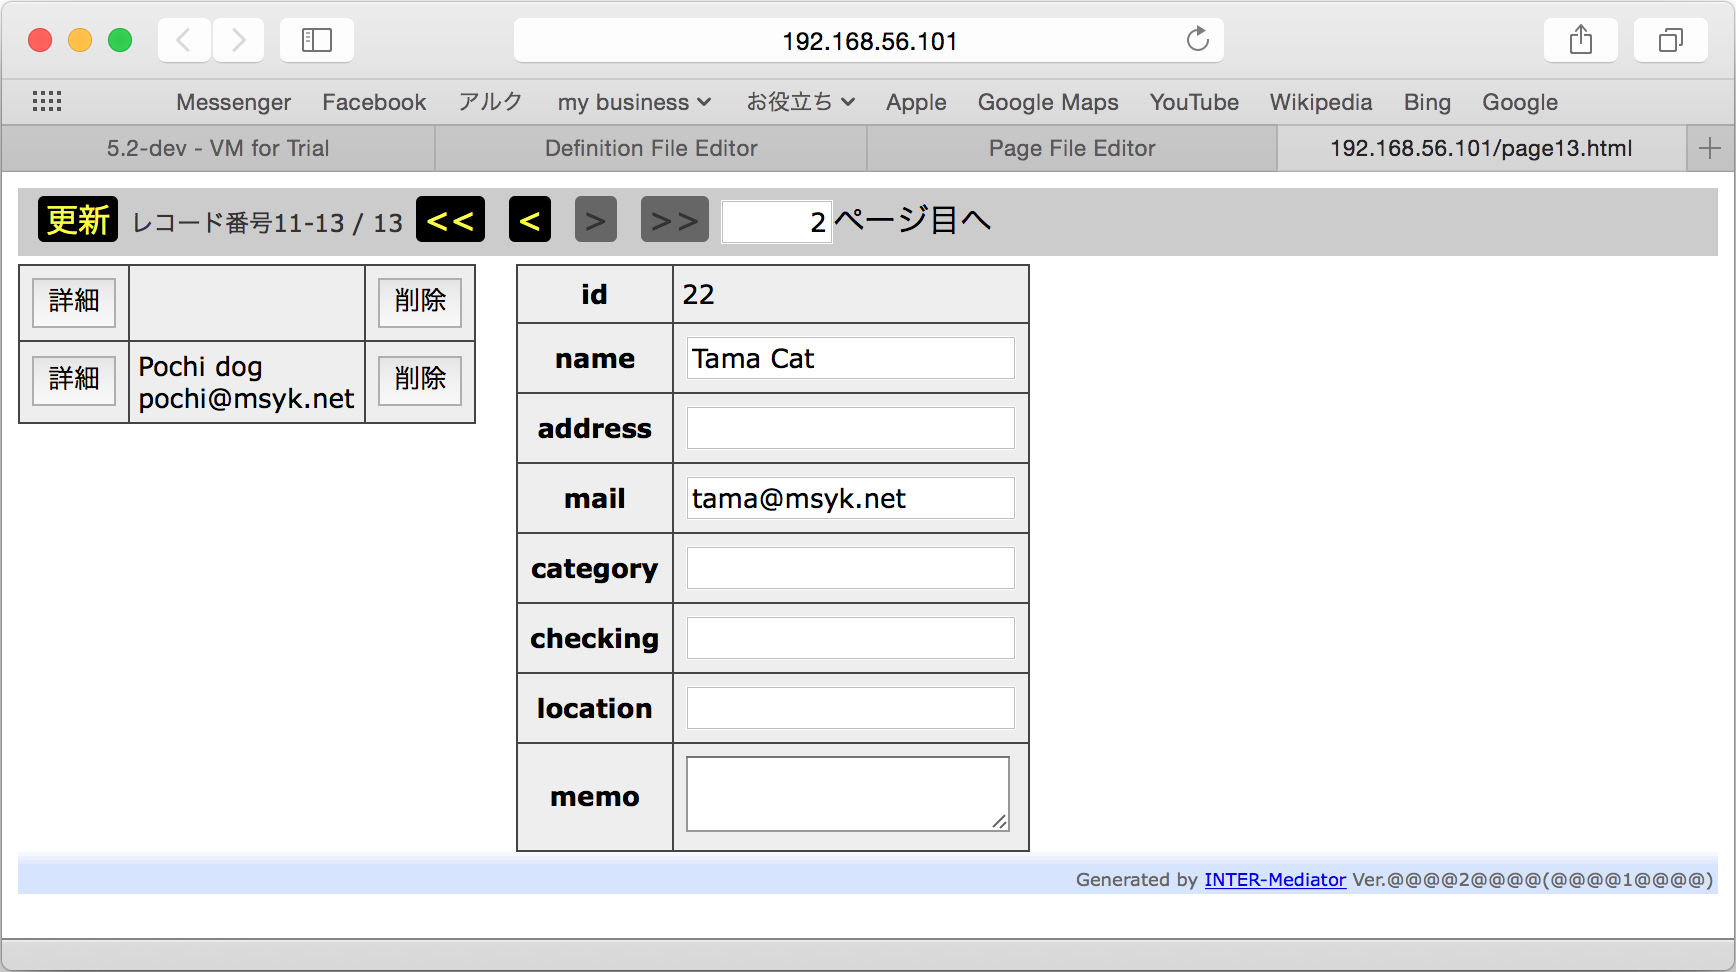 192.168.56.101
Messenger Facebook アルク my business お役立ち Apple Google Maps YouTube Wikipedia Bing Google
5.2-dev - VM for Trial Definition File Editor Page File Editor 192.168.56.101/page13.html
更新 レコード番号11-13 / 13 << < > >> 2 ページ目へ
詳細 削除
詳細 Pochi dog 削除
pochi@msyk.net
id 22
name Tama Cat
address
mail tama@msyk.net
category
checking
location
memo
Generated by INTER-Mediator Ver.@@@@2@@@@(@@@@1@@@@)